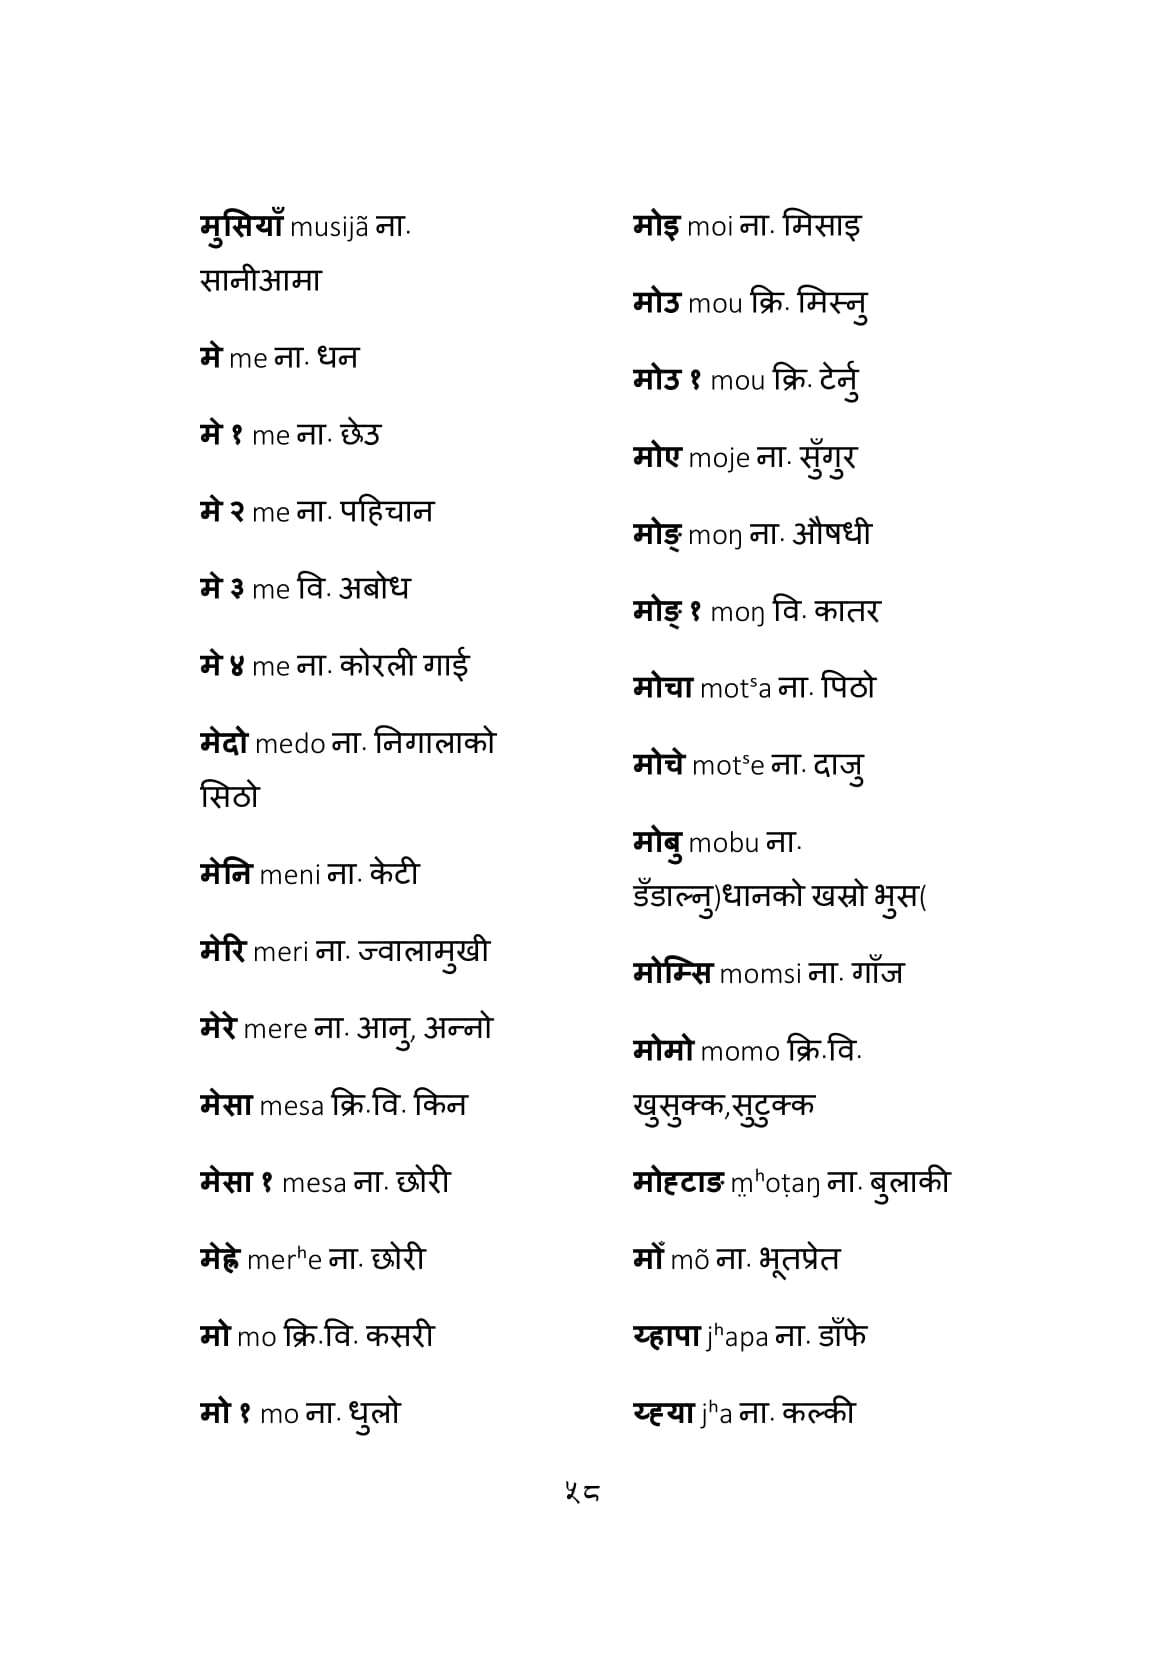 मुसियाँ musijã ना.
सानीआमा
मे me ना. धन
मे १ me ना. छेउ
मे २ me ना. पहिचान
मे ३ me वि. अबोध
मे ४ me ना. कोरली गाई
मेदो medo ना. निगालाको
सिठो
मेनि meni ना. केटी
मेरि meri ना. ज्वालामुखी
मेरे mere ना. आनु, अन्नो
मेसा mesa क्रि.वि. किन
मेसा १ mesa ना. छोरी
मेह्रे merʰe ना. छोरी
मो mo क्रि.वि. कसरी
मो १ mo ना. धुलो
मोइ moi ना. मिसाइ
मोउ mou क्रि. मिस्नु
मोउ १ mou क्रि. टेर्नु
मोए moje ना. सुँगुर
मोङ् moŋ ना. औषधी
मोङ् १ moŋ वि. कातर
मोचा motˢa ना. पिठो
मोचे motˢe ना. दाजु
मोबु mobu ना.
डँडाल्नु)धानको खस्रो भुस(
मोम्सि momsi ना. गाँज
मोमो momo क्रि.वि.
खुसुक्क,सुटुक्क
मोह्टाङ m̤ʰoṭaŋ ना. बुलाकी
मोँ mõ ना. भूतप्रेत
य्हापा jʰapa ना. डाँफे
य्ह्या jʰa ना. कल्की
५८